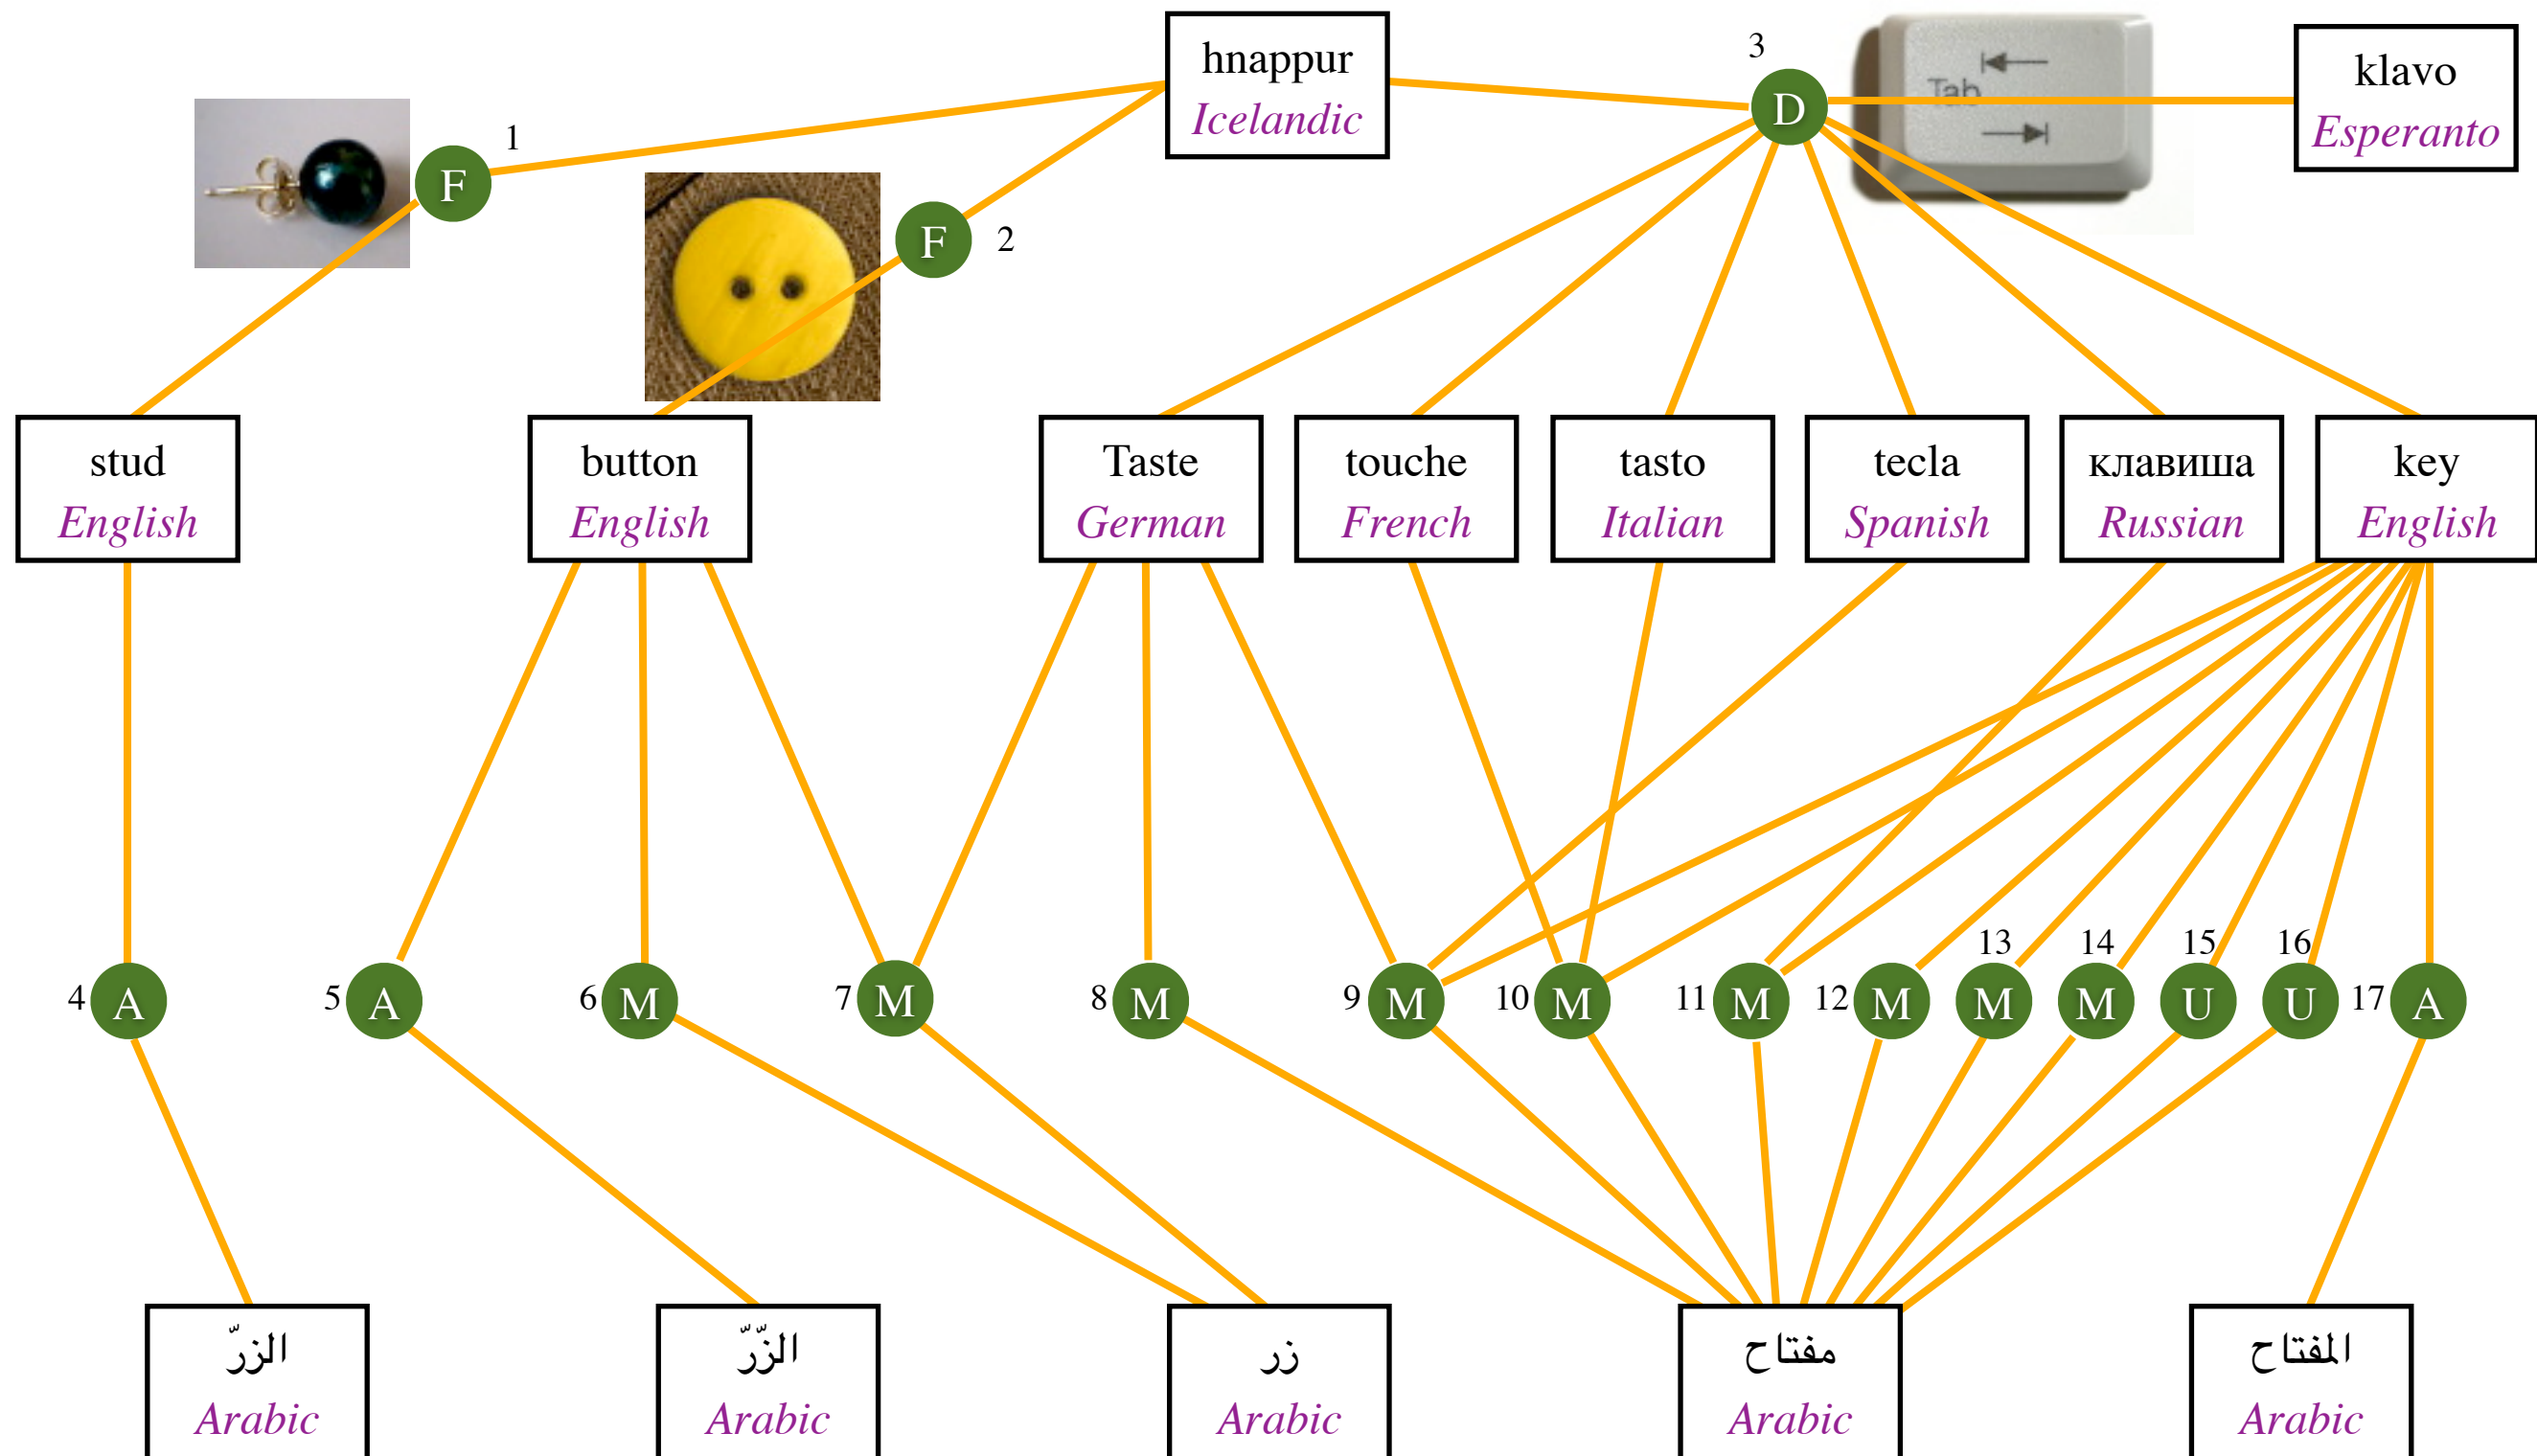 hnappur
Icelandic
3
Tab
klavo
Esperanto
1
F
D
F
2
stud
English
button
English
Taste
German
touche
French
tasto
Italian
tecla
Spanish
клавиша
Russian
key
English
4
A
5
A
6
M
7
M
8
M
9
M
10
M
11
M
12
M
13
M
14
M
15
U
16
U
17
A
الزرّ
Arabic
الزّرّ
Arabic
زر
Arabic
مفتاح
Arabic
المفتاح
Arabic